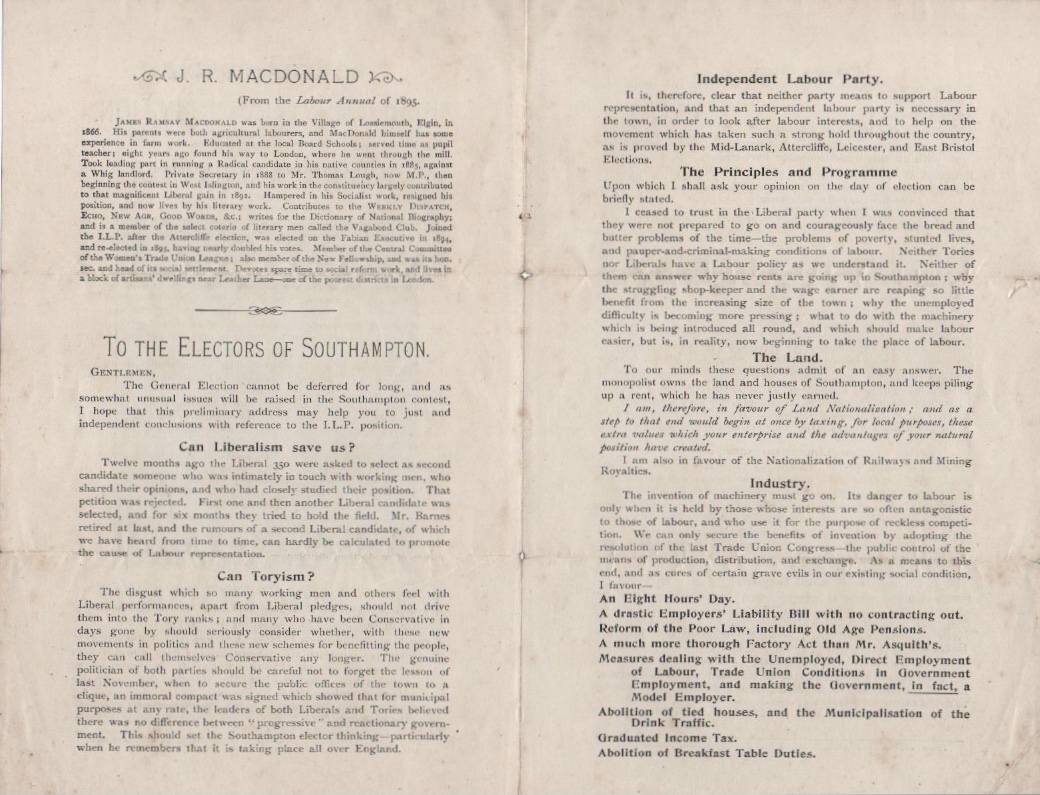 J. R. MACDONALD
(From the Labour Annual of 1895.
JAMES RAMSAY MACDONALD was born in the Village of Lossiemouth, Elgin, in
1866. His parents were both agricultural labourers, and MacDonald himself has some
experience in farm work. Educated at the local Board Schools; served time as pupil
teacher; eight years ago found his way to London, where he went through the mill.
Took leading part in running a Radical candidate in his native counties in 1885, against
a Whig landlord. Private Secretary in 1888 to Mr. Thomas Lough, now M.P., then
beginning the contest in West Islington, and his work in the constituency largely contributed
to that magnificent Liberal gain in 1892. Hampered in his Socialist work, resigned his
position, and now lives by his literary work. Contributes to the WEEKLY DISPATCH,
ECHO, NEW AGE, GOOD WORDS, &c.; writes for the Dictionary of National Biography;
and is a member of the select coterie of literary men called the Vagabond Club. Joined
the I.L.P. after the Attercliffe election, was elected on the Fabian Executive in 1894,
and re-elected in 1895, having nearly doubled his votes. Member of the Central Committee
of the Women's Trade Union League; also member of the New Fellowship, and was its hon.
sec. and head of its social settlement. Devotes spare time to social reform work, and lives in
a block of artisans' dwellings near Leather Lane—one of the poorest districts in London.
TO THE ELECTORS OF SOUTHAMPTON.
GENTLEMEN,
The General Election cannot be deferred for long, and as
somewhat unusual issues will be raised in the Southampton contest,
I hope that this preliminary address may help you to just and
independent conclusions with reference to the I.L.P. position.
Can Liberalism save us?
Twelve months ago the Liberal 350 were asked to select as second
candidate someone who was intimately in touch with working men, who
shared their opinions, and who had closely studied their position. That
petition was rejected. First one and then another Liberal candidate was
selected, and for six months they tried to hold the field. Mr. Barnes
retired at last, and the rumours of a second Liberal candidate, of which
we have heard from time to time, can hardly be calculated to promote
the cause of Labour representation.
Can Toryism?
The disgust which so many working men and others feel with
Liberal performances, apart from Liberal pledges, should not drive
them into the Tory ranks; and many who have been Conservative in
days gone by should seriously consider whether, with these new
movements in politics and these new schemes for benefitting the people,
they can call themselves Conservative any longer. The genuine
politician of both parties should be careful not to forget the lesson of
last November, when to secure the public offices of the town to a
clique, an immoral compact was signed which showed that for municipal
purposes at any rate, the leaders of both Liberals and Tories believed
there was no difference between "progressive" and reactionary govern-
ment. This should set the Southampton elector thinking—particularly
when he remembers that it is taking place all over England.
Independent Labour Party.
It is, therefore, clear that neither party means to support Labour
representation, and that an independent labour party is necessary in
the town, in order to look after labour interests, and to help on the
movement which has taken such a strong hold throughout the country,
as is proved by the Mid-Lanark, Attercliffe, Leicester, and East Bristol
Elections.
The Principles and Programme
Upon which I shall ask your opinion on the day of election can be
briefly stated.
I ceased to trust in the Liberal party when I was convinced that
they were not prepared to go on and courageously face the bread and
butter problems of the time—the problems of poverty, stunted lives,
and pauper-and-criminal-making conditions of labour. Neither Tories
nor Liberals have a Labour policy as we understand it. Neither of
them can answer why house rents are going up in Southampton; why
the struggling shop-keeper and the wage earner are reaping so little
benefit from the increasing size of the town; why the unemployed
difficulty is becoming more pressing; what to do with the machinery
which is being introduced all round, and which should make labour
easier, but is, in reality, now beginning to take the place of labour.
The Land.
To our minds these questions admit of an easy answer. The
monopolist owns the land and houses of Southampton, and keeps piling
up a rent, which he has never justly earned.
I am, therefore, in favour of Land Nationalization; and as a
step to that end would begin at once by taxing, for local purposes, these
extra values which your enterprise and the advantages of your natural
position have created.
I am also in favour of the Nationalization of Railways and Mining
Royalties.
Industry.
The invention of machinery must go on. Its danger to labour is
only when it is held by those whose interests are so often antagonistic
to those of labour, and who use it for the purpose of reckless competi-
tion. We can only secure the benefits of invention by adopting the
resolution of the last Trade Union Congress—the public control of the
means of production, distribution, and exchange. As a means to this
end, and as cures of certain grave evils in our existing social condition,
I favour—
An Eight Hours' Day.
A drastic Employers' Liability Bill with no contracting out.
Reform of the Poor Law, including Old Age Pensions.
A much more thorough Factory Act than Mr. Asquith's.
Measures dealing with the Unemployed, Direct Employment
of Labour, Trade Union Conditions in Government
Employment, and making the Government, in fact, a
Model Employer.
Abolition of tied houses, and the Municipalisation of the
Drink Traffic.
Graduated Income Tax.
Abolition of Breakfast Table Duties.